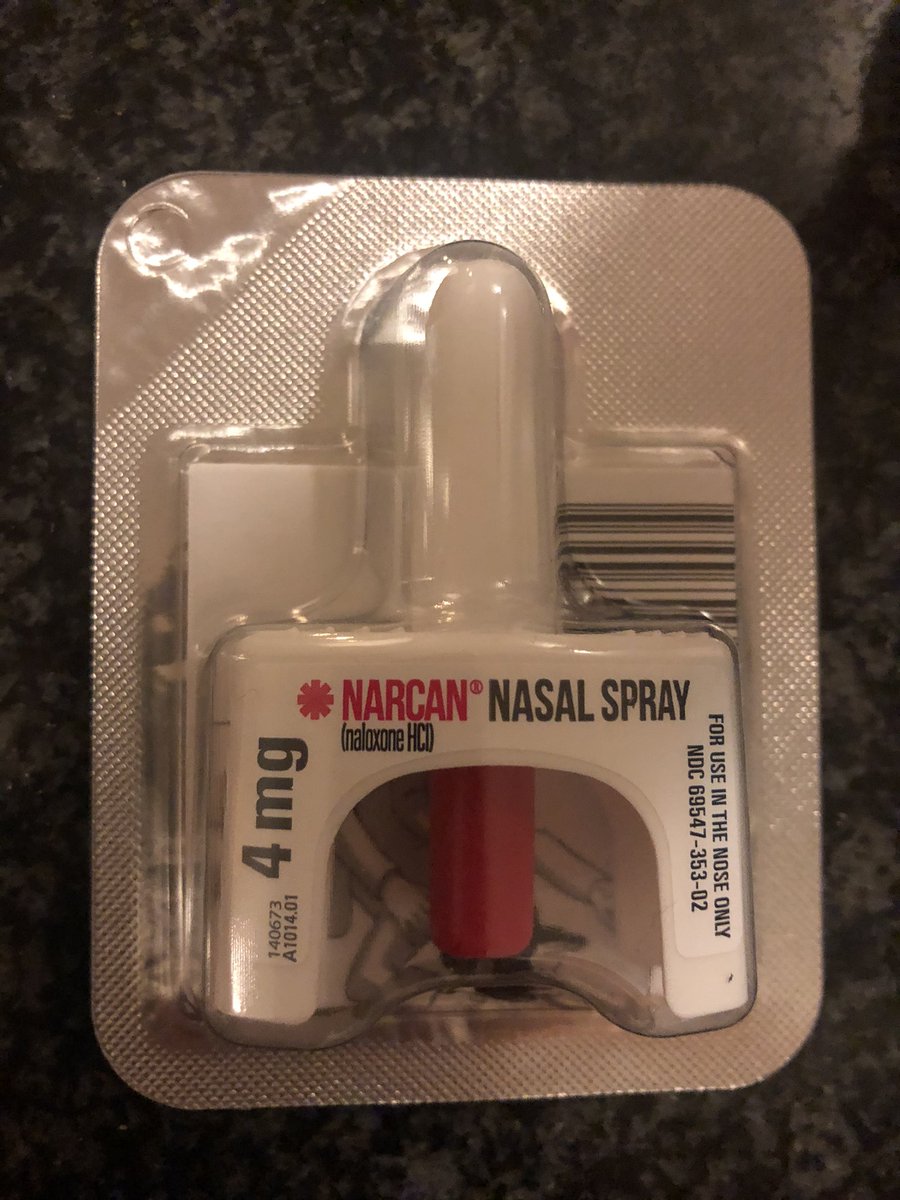 NARCAN® NASAL SPRAY
(naloxone HCl)
4 mg
140673
A1014.01
FOR USE IN THE NOSE ONLY
NDC 69547-353-02